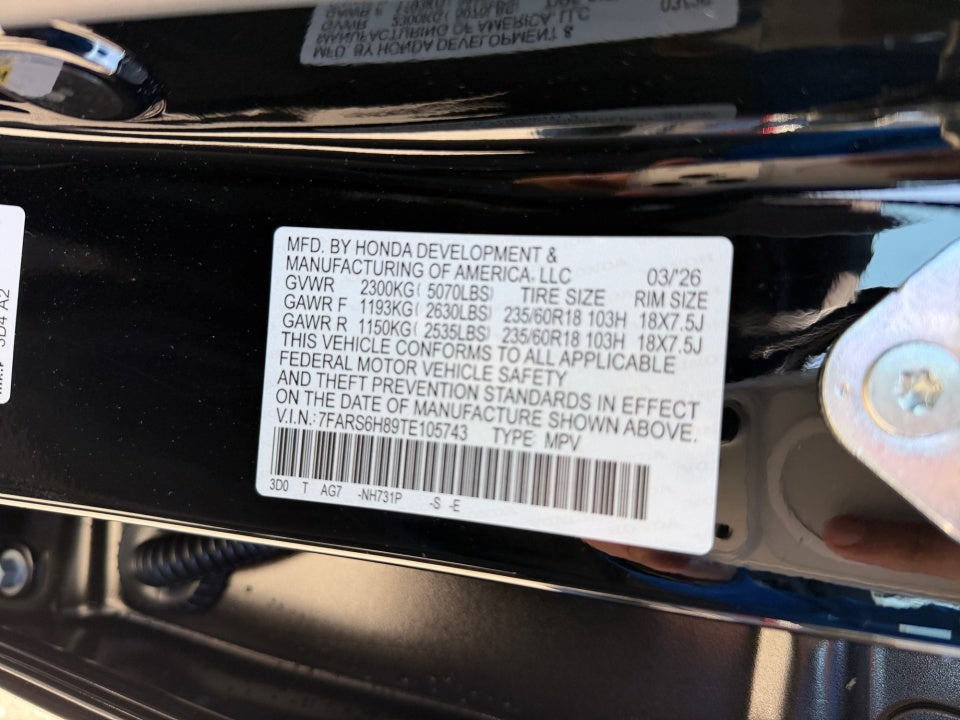 MFD. BY HONDA DEVELOPMENT &
MANUFACTURING OF AMERICA, LLC 03/'26
GVWR 2300KG( 5070LBS) TIRE SIZE RIM SIZE
GAWR F 1193KG( 2630LBS) 235/60R18 103H 18X7.5J
GAWR R 1150KG( 2535LBS) 235/60R18 103H 18X7.5J
THIS VEHICLE CONFORMS TO ALL APPLICABLE
FEDERAL MOTOR VEHICLE SAFETY
AND THEFT PREVENTION STANDARDS IN EFFECT
ON THE DATE OF MANUFACTURE SHOWN ABOVE.
V.I.N.:7FARS6H89TE105743 TYPE: MPV
3D0 T AG7 -NH731P -S -E
3D4 A2